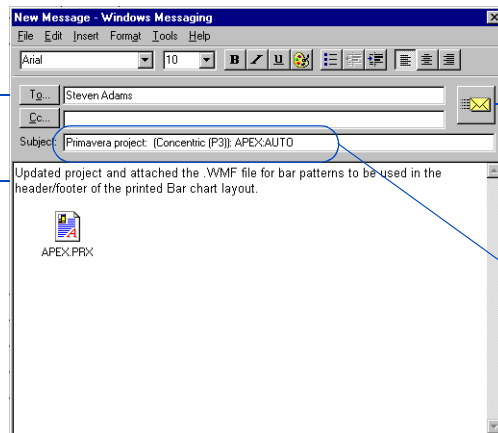 New Message - Windows Messaging
File Edit Insert Format Tools Help
Arial 10 B I U
To... Steven Adams
Cc...
Subject: Primavera project: (Concentric (P3)): APEX:AUTO
Updated project and attached the .WMF file for bar patterns to be used in the
header/footer of the printed Bar chart layout.
APEX.PRX